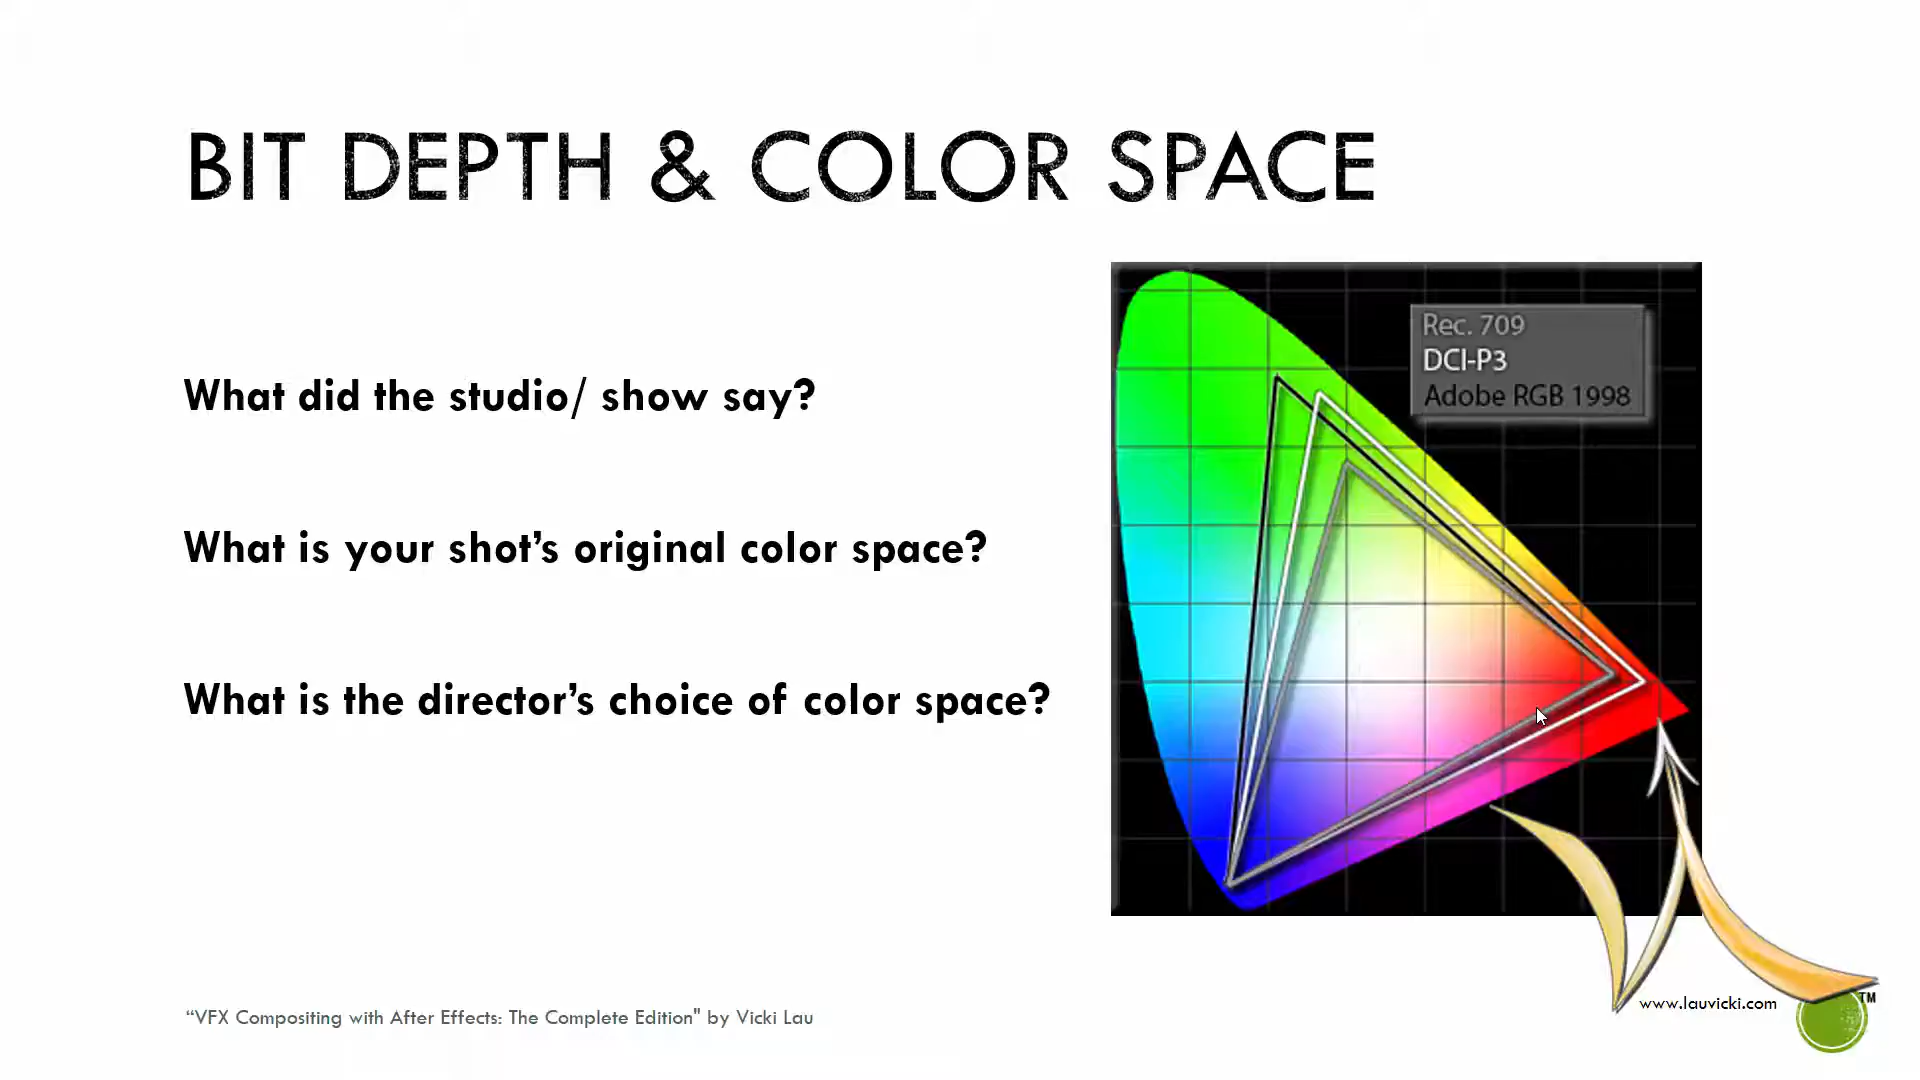 BIT DEPTH & COLOR SPACE
What did the studio/ show say?
What is your shot’s original color space?
What is the director’s choice of color space?
Rec. 709
DCI-P3
Adobe RGB 1998
“VFX Compositing with After Effects: The Complete Edition" by Vicki Lau
www.lauvicki.com
TM